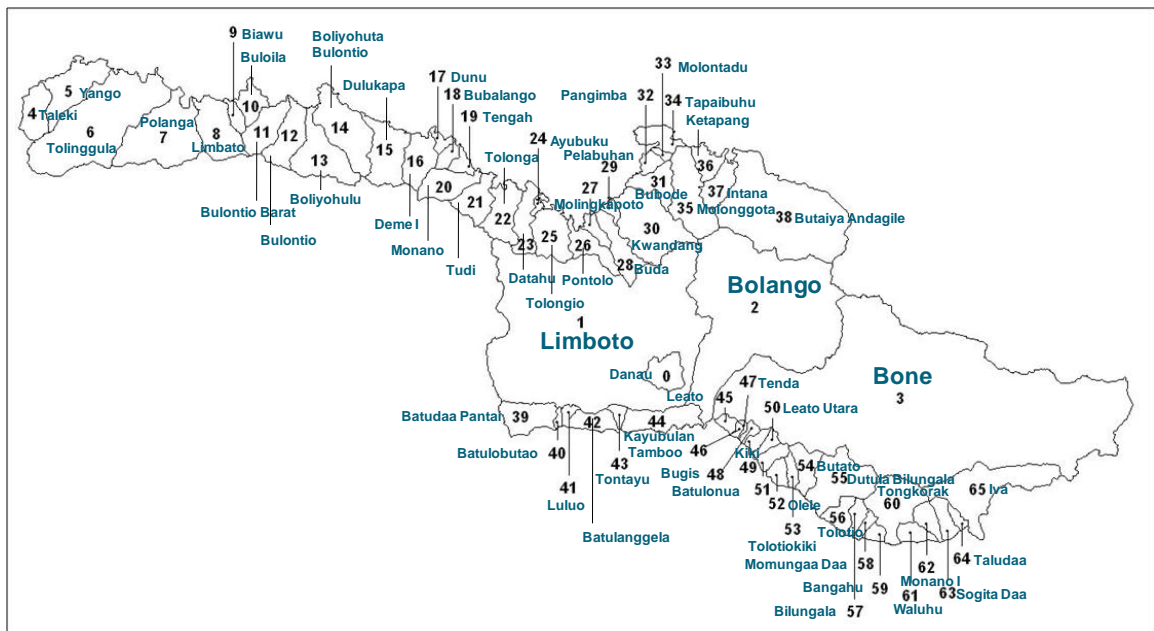 9 Biawu
Buloila
Boliyohuta
Bulontio
Dulukapa
17 Dunu
18 Bubalango
19 Tengah
33
Molontadu
Pangimba 32
34 Tapaibuhu
Ketapang
5 Yango
4 Taleki
6
Tolinggula
Polanga
7
8
Limbato
10
11
12
13
14
15
16
Tolonga
24 Ayubuku
Pelabuhan
29
27
Molingkapoto
Bubode
31
36
37 Intana
35 Molonggota
38 Butaiya Andagile
20
21
22
23
25
26
28
Buda
30
Kwandang
Bulontio Barat
Bulontio
Boliyohulu
Deme I
Monano
Tudi
Datahu
Tolongio
Pontolo
1
Limboto
Bolango
2
Bone
3
Danau 0
Leato
Batudaa Pantai
39
40
41
42
43
44
Kayubulan
Tamboo
Batulobutao
Luluo
Tontayu
Batulanggela
45
47 Tenda
50 Leato Utara
46
Bugis
48
Batulonua
Kiki
49
51
52
Olele
53
54 Butato
55
Dutula Bilungala
Tongkorak
60
65 Iva
56
Tolotio
Tolotiokiki
Momungaa Daa
58
Bangahu
59
Bilungala 57
Monano I
62
61
Waluhu
63
Sogita Daa
64
Taludaa